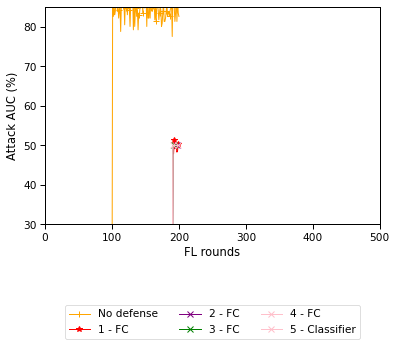 80
70
60
50
40
30
Attack AUC (%)
0 100 200 300 400 500
FL rounds
No defense 2 - FC 4 - FC
1 - FC 3 - FC 5 - Classifier